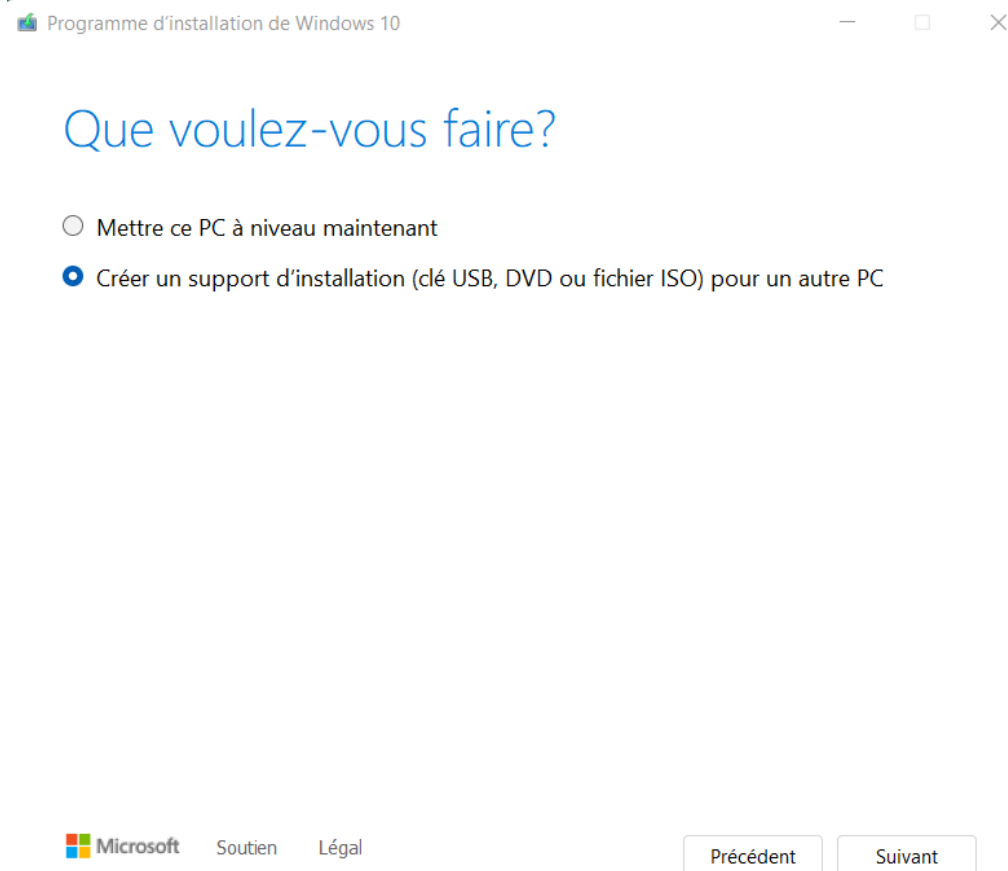 Programme d'installation de Windows 10
Que voulez-vous faire?
Mettre ce PC à niveau maintenant
Créer un support d'installation (clé USB, DVD ou fichier ISO) pour un autre PC
Microsoft Soutien Légal Précédent Suivant